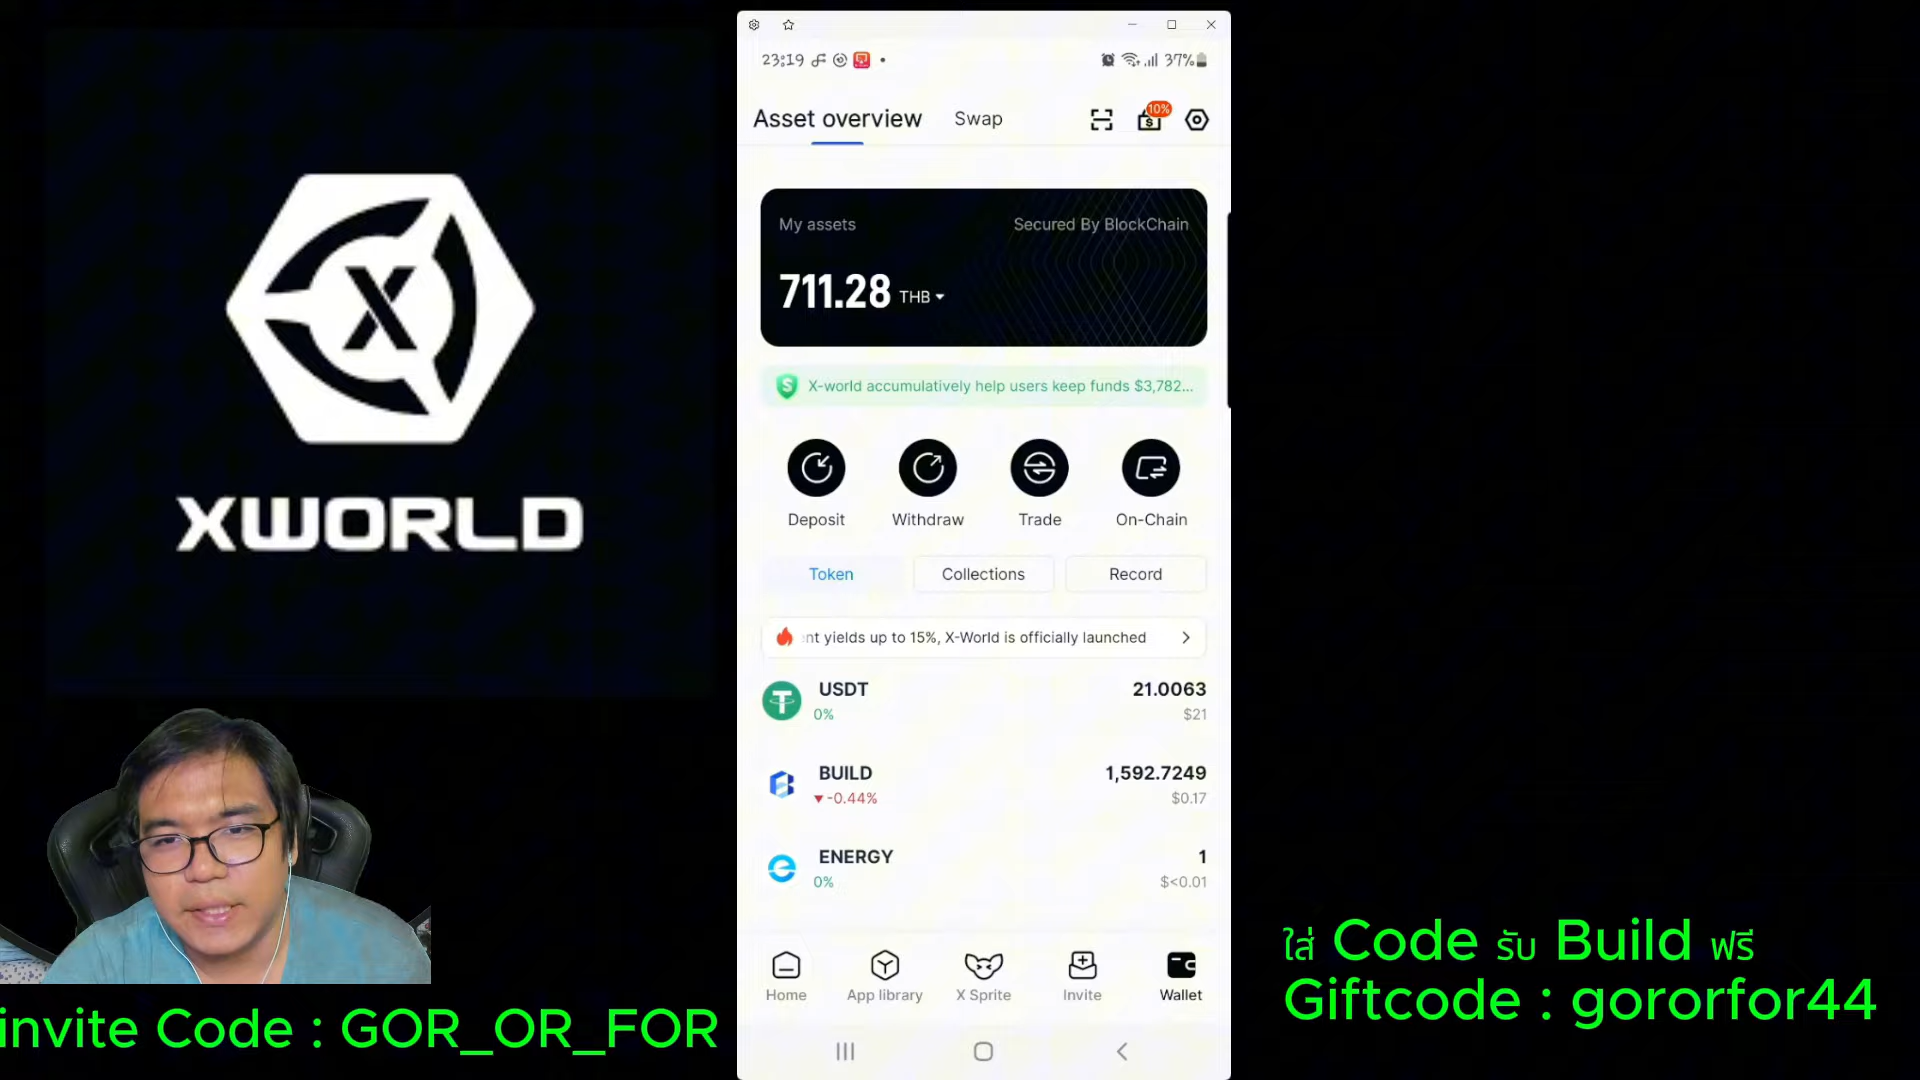 23:19
37%
Asset overview
Swap
10%
My assets
Secured By BlockChain
711.28 THB
X-world accumulatively help users keep funds $3,782...
Deposit
Withdraw
Trade
On-Chain
Token
Collections
Record
nt yields up to 15%, X-World is officially launched
USDT
21.0063
0%
$21
BUILD
1,592.7249
-0.44%
$0.17
ENERGY
1
0%
$<0.01
Home
App library
X Sprite
Invite
Wallet
XWORLD
invite Code : GOR_OR_FOR
ใส่ Code รับ Build ฟรี
Giftcode : gororfor44